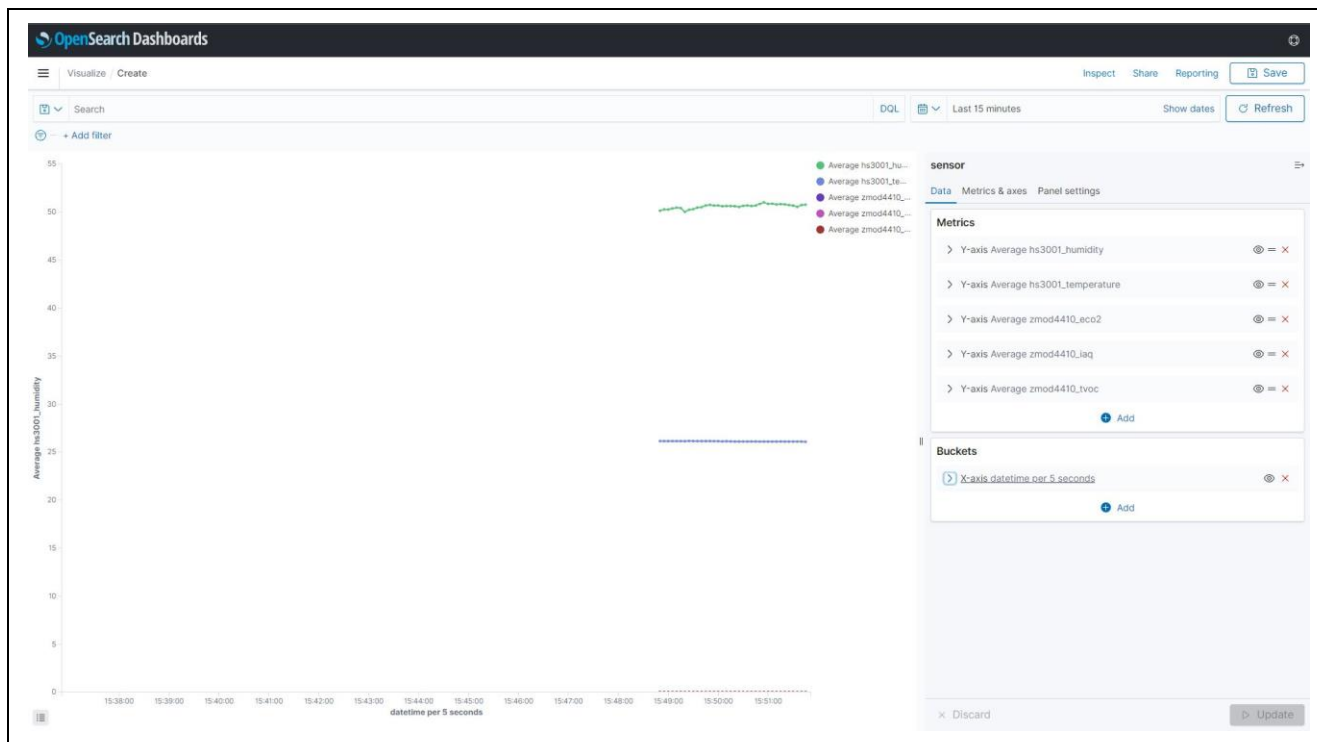 OpenSearch Dashboards
Visualize / Create
Inspect Share Reporting Save
Search DQL Last 15 minutes Show dates Refresh
+ Add filter
55
50
45
40
35
30
25
20
15
10
5
0
Average hs3001_humidity
15:38:00 15:39:00 15:40:00 15:41:00 15:42:00 15:43:00 15:44:00 15:45:00 15:46:00 15:47:00 15:48:00 15:49:00 15:50:00 15:51:00
datetime per 5 seconds
Average hs3001_hu...
Average hs3001_te...
Average zmod4410_...
Average zmod4410_...
Average zmod4410_...
sensor
Data Metrics & axes Panel settings
Metrics
Y-axis Average hs3001_humidity
Y-axis Average hs3001_temperature
Y-axis Average zmod4410_eco2
Y-axis Average zmod4410_iaq
Y-axis Average zmod4410_tvoc
Add
Buckets
X-axis datetime per 5 seconds
Add
Discard Update